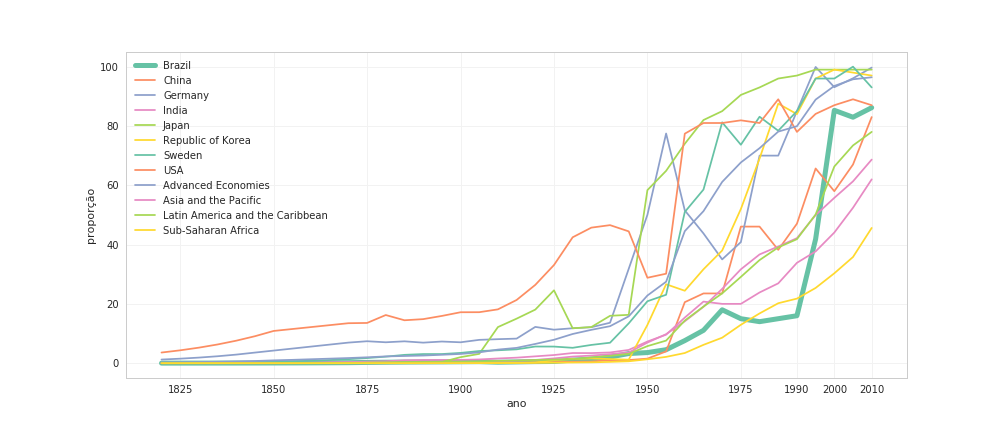 100
80
60
40
20
0
proporção
Brazil
China
Germany
India
Japan
Republic of Korea
Sweden
USA
Advanced Economies
Asia and the Pacific
Latin America and the Caribbean
Sub-Saharan Africa
1825 1850 1875 1900 1925 1950 1975 1990 2000 2010
ano